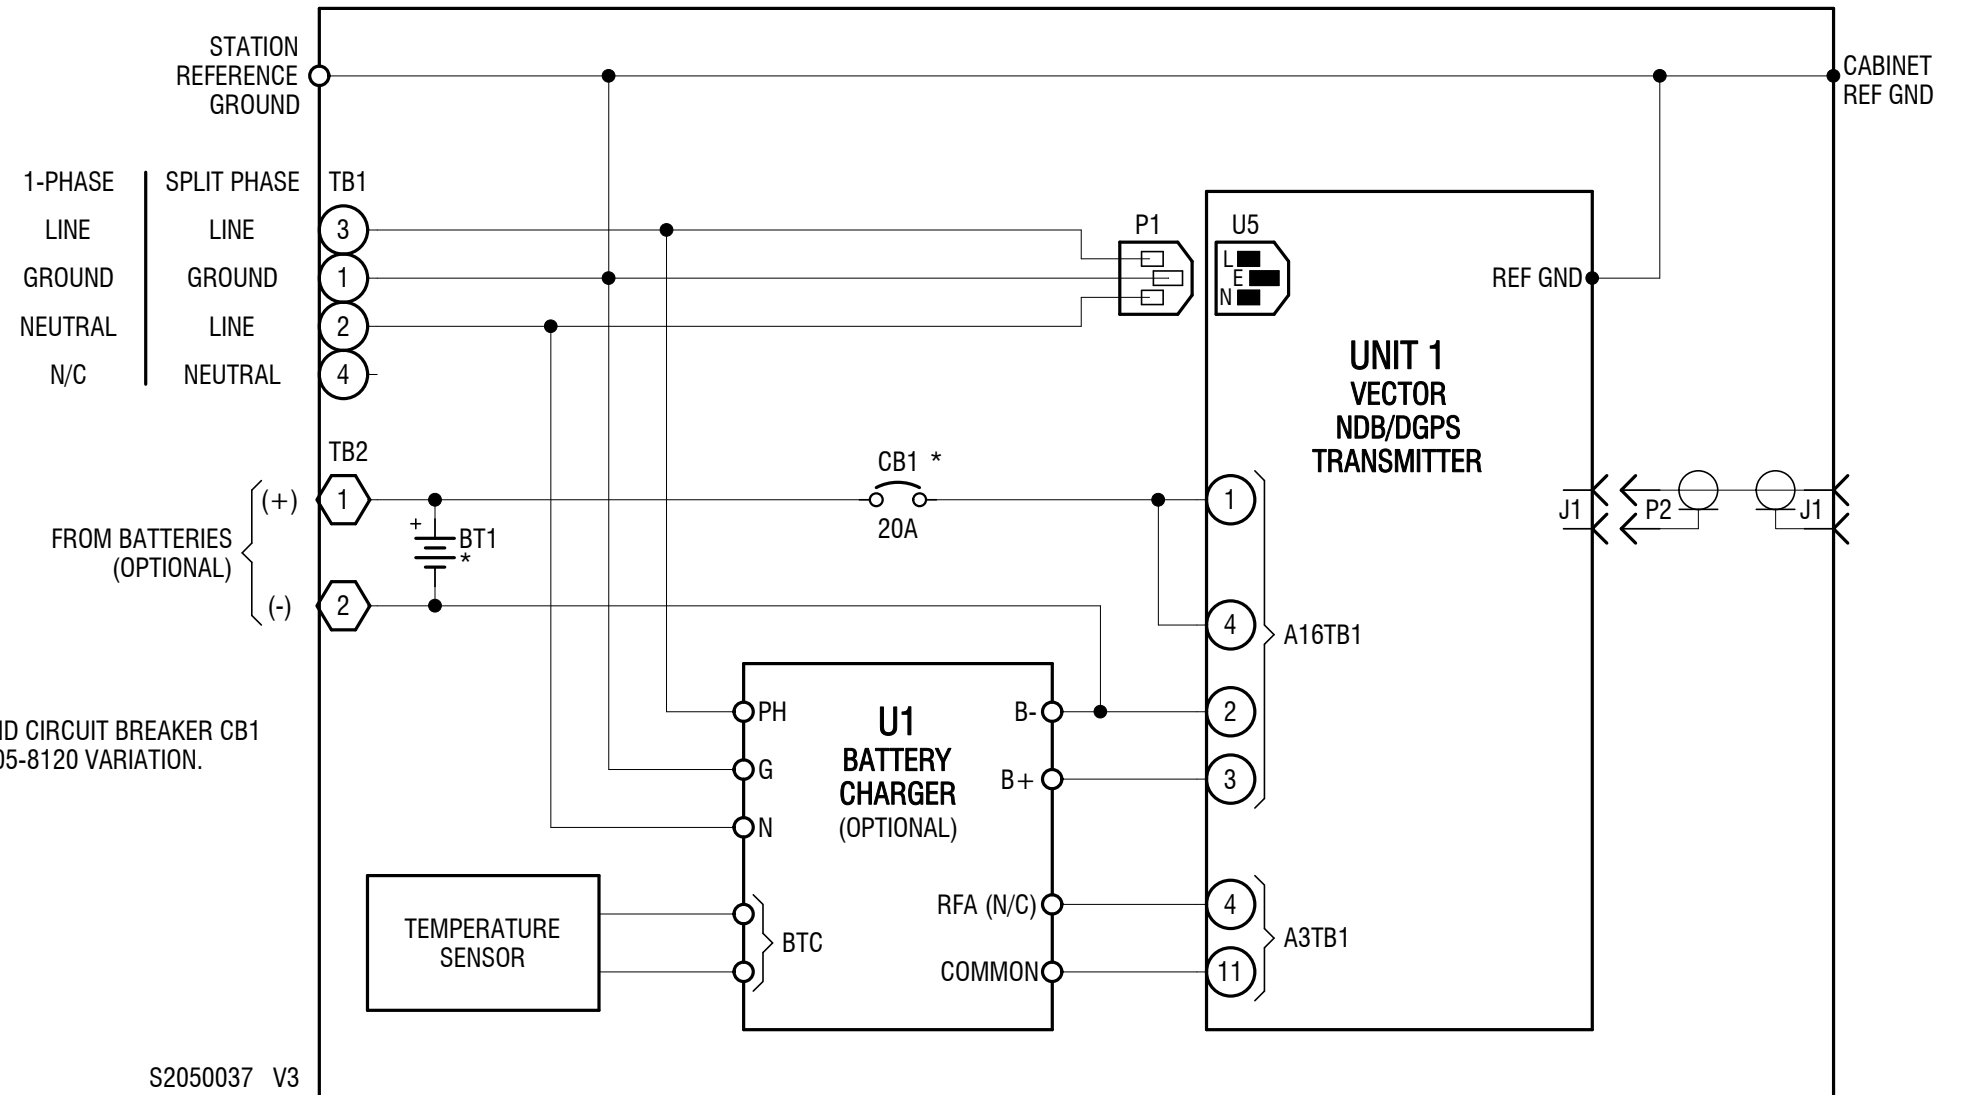 STATION
REFERENCE
GROUND
CABINET
REF GND
1-PHASE SPLIT PHASE TB1
LINE LINE 3
GROUND GROUND 1
NEUTRAL LINE 2
N/C NEUTRAL 4
P1
U5
L
E
N
REF GND
UNIT 1
VECTOR
NDB/DGPS
TRANSMITTER
TB2
FROM BATTERIES
(OPTIONAL)
(+) 1
(-) 2
+
BT1
*
CB1 *
20A
1
4
2
3
A16TB1
J1
P2
J1
CIRCUIT BREAKER CB1
VARIATION.
U1
BATTERY
CHARGER
(OPTIONAL)
PH
G
N
BTC
B-
B+
RFA (N/C)
COMMON
4
11
A3TB1
TEMPERATURE
SENSOR
S2050037 V3